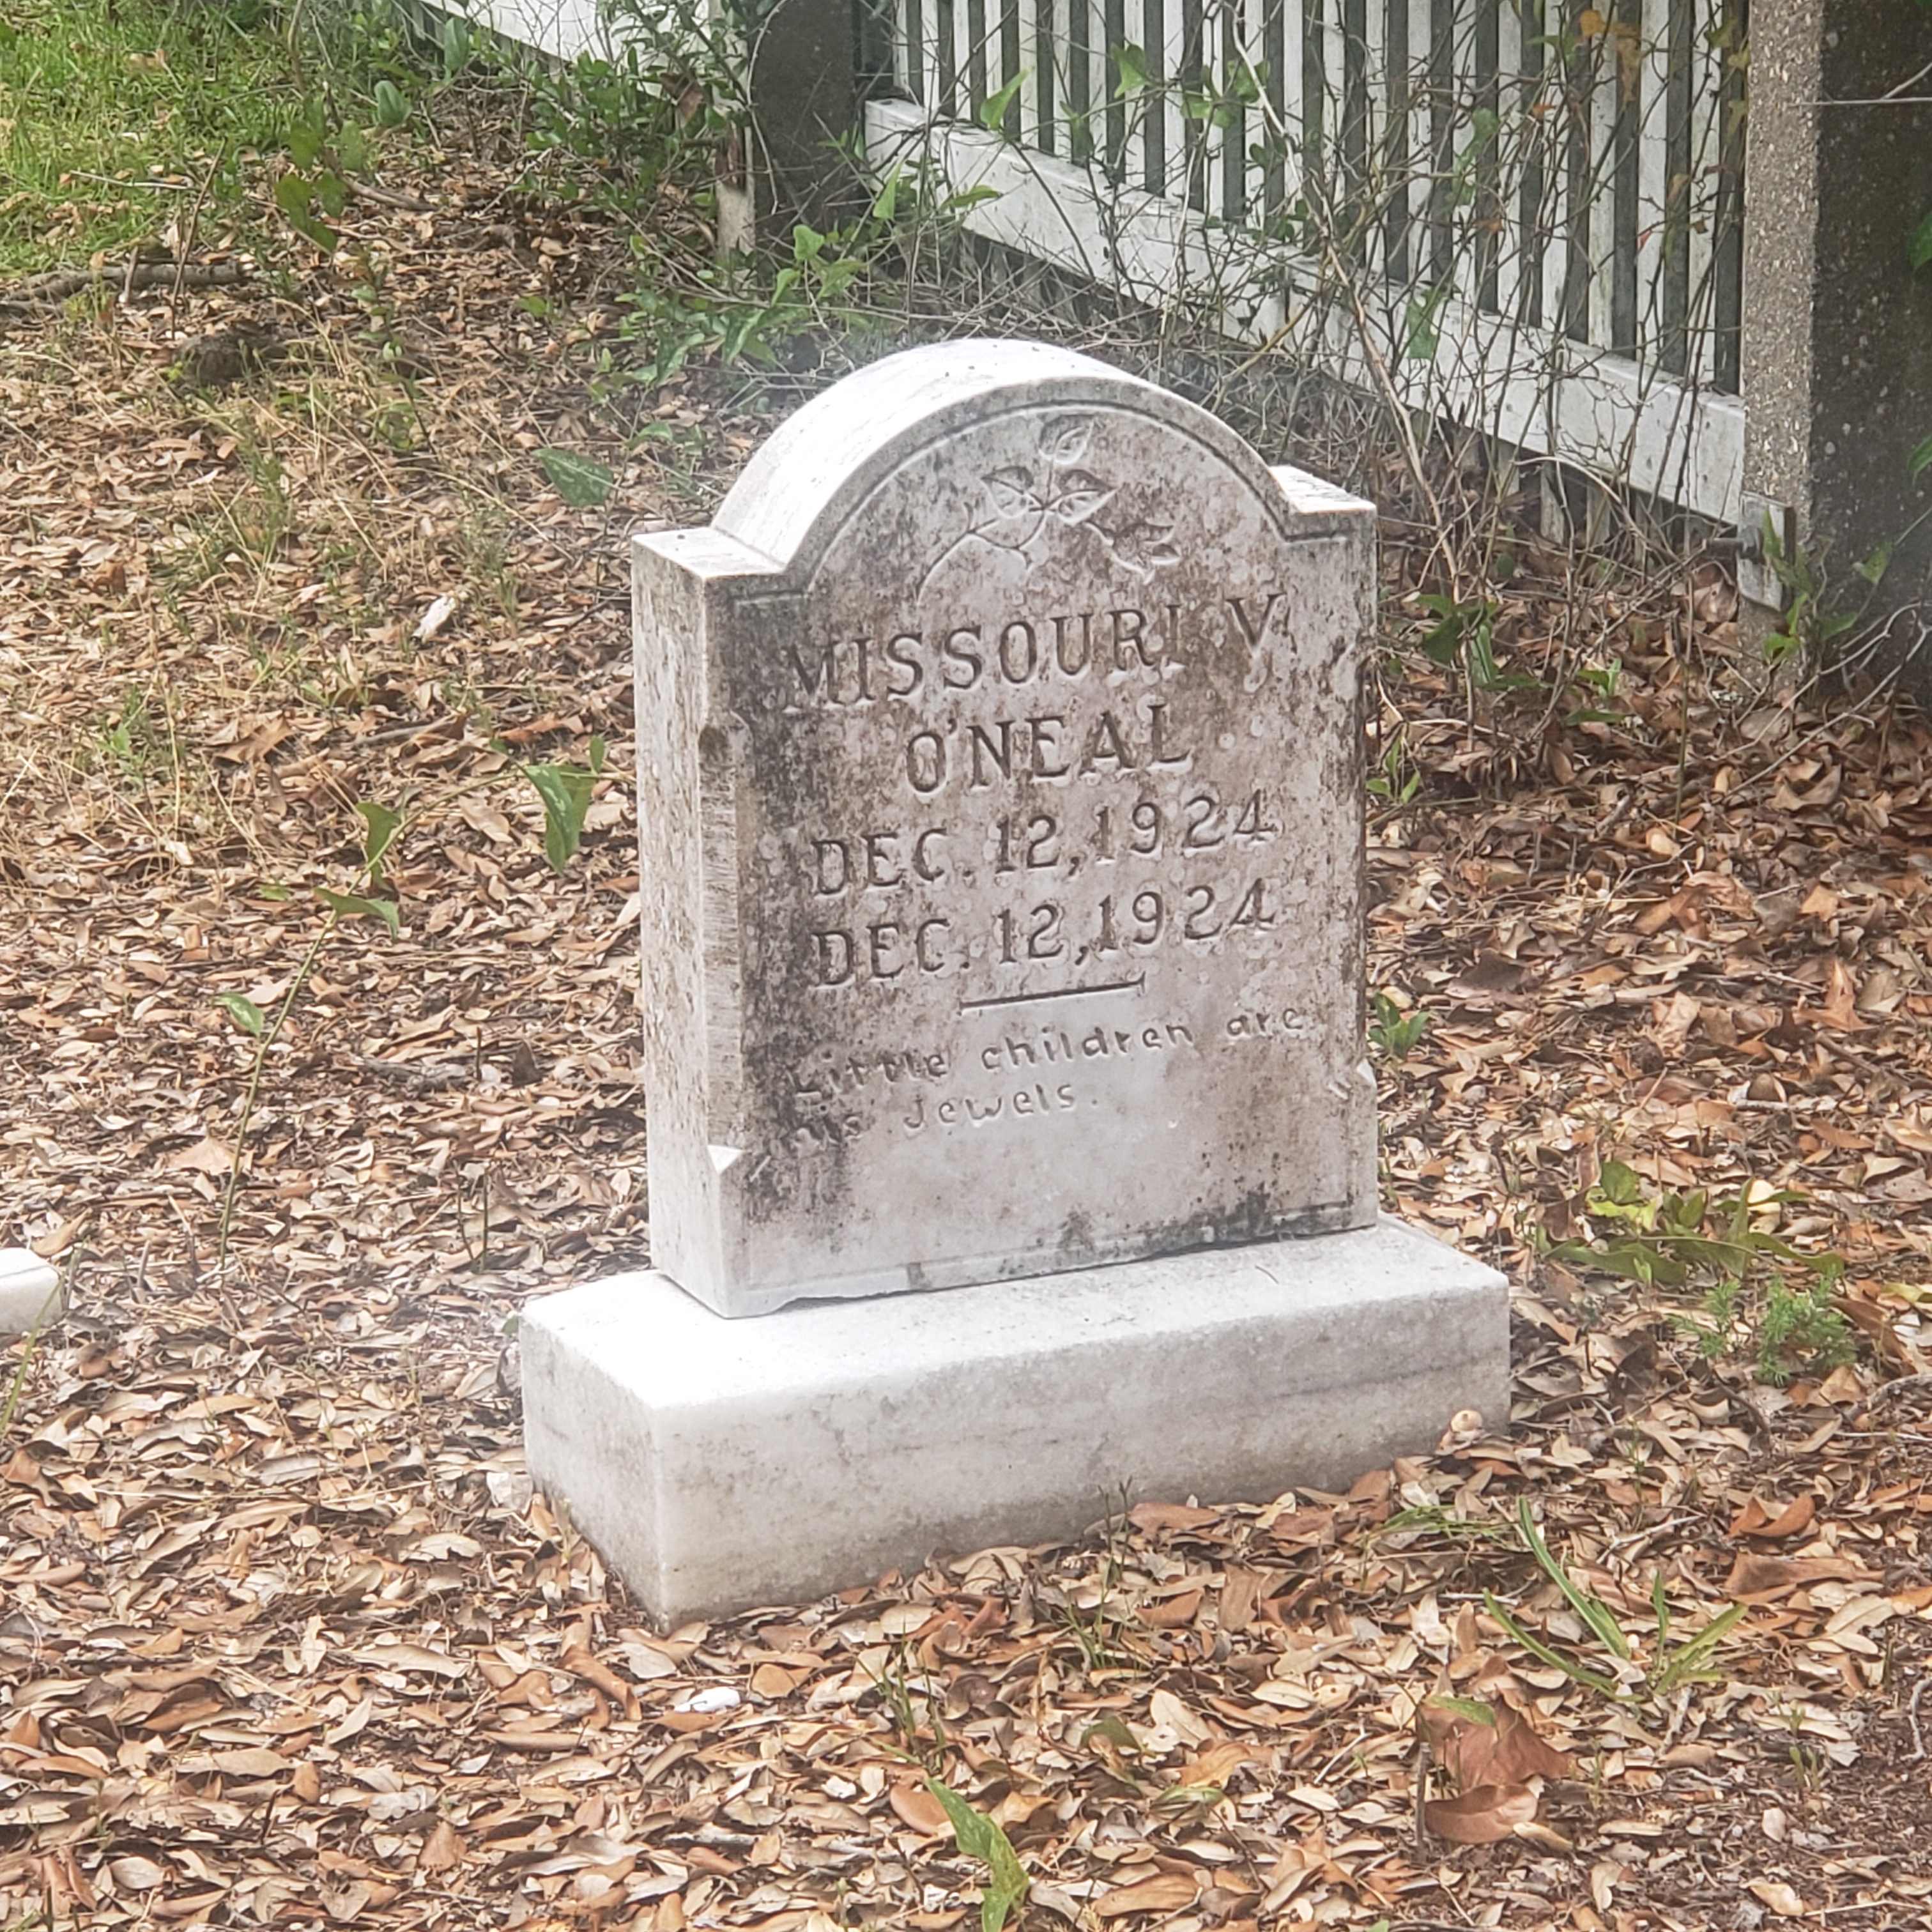 MISSOURI V.
O'NEAL
DEC. 12, 1924
DEC. 12, 1924
Little children are
his Jewels.